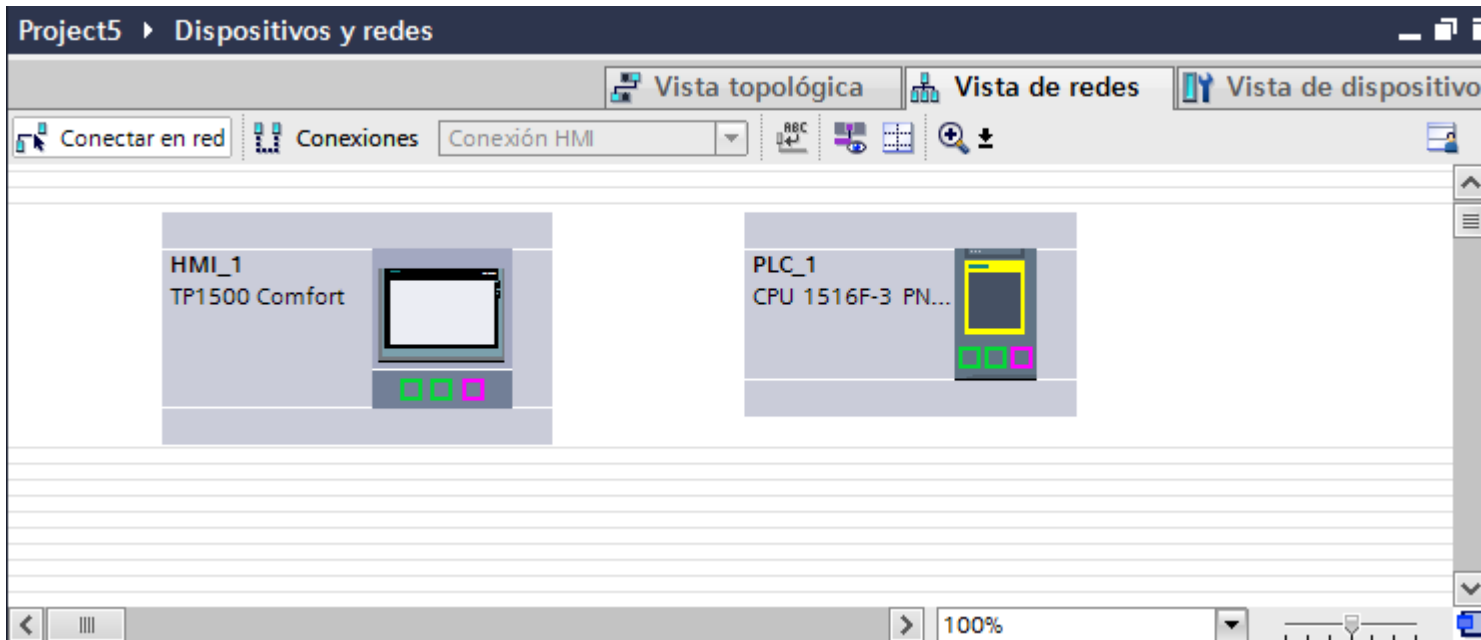 Project5 Dispositivos y redes
Vista topológica Vista de redes Vista de dispositivo
Conectar en red Conexiones Conexión HMI ABC
HMI_1
TP1500 Comfort
PLC_1
CPU 1516F-3 PN...
100%